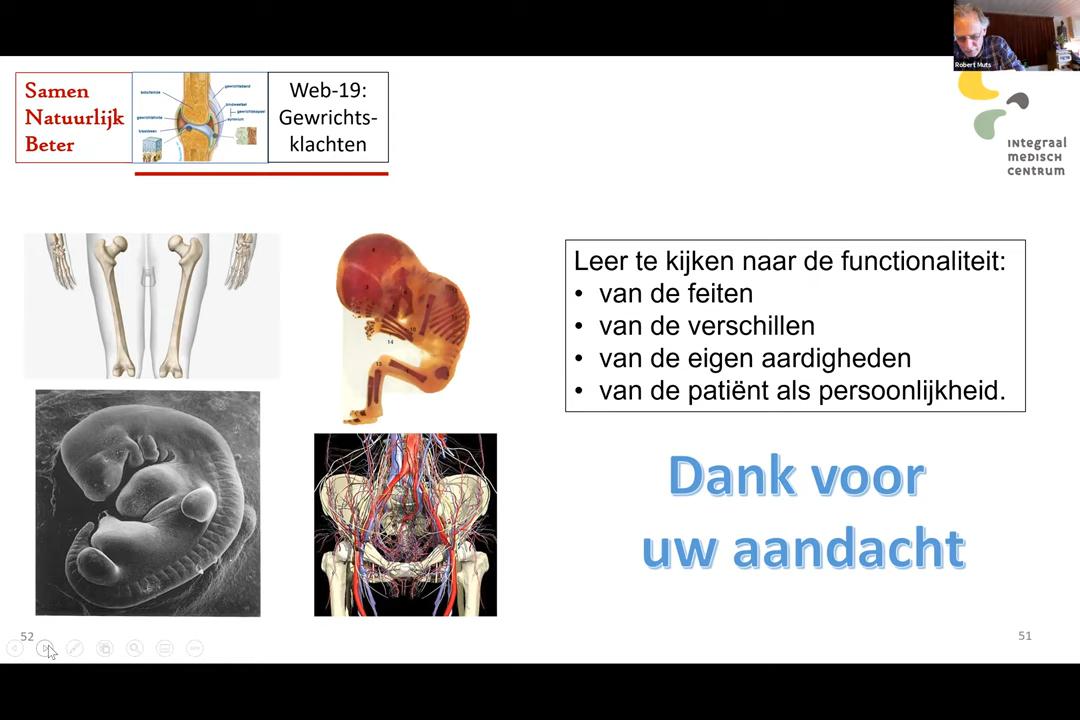 Robert Muts
Samen
Natuurlijk
Beter
Web-19:
Gewrichts-
klachten
INtegraal
MeDISCH
CeNTRUM
Leer te kijken naar de functionaliteit:
• van de feiten
• van de verschillen
• van de eigen aardigheden
• van de patiënt als persoonlijkheid.
14
Dank voor
uw aandacht
52
51